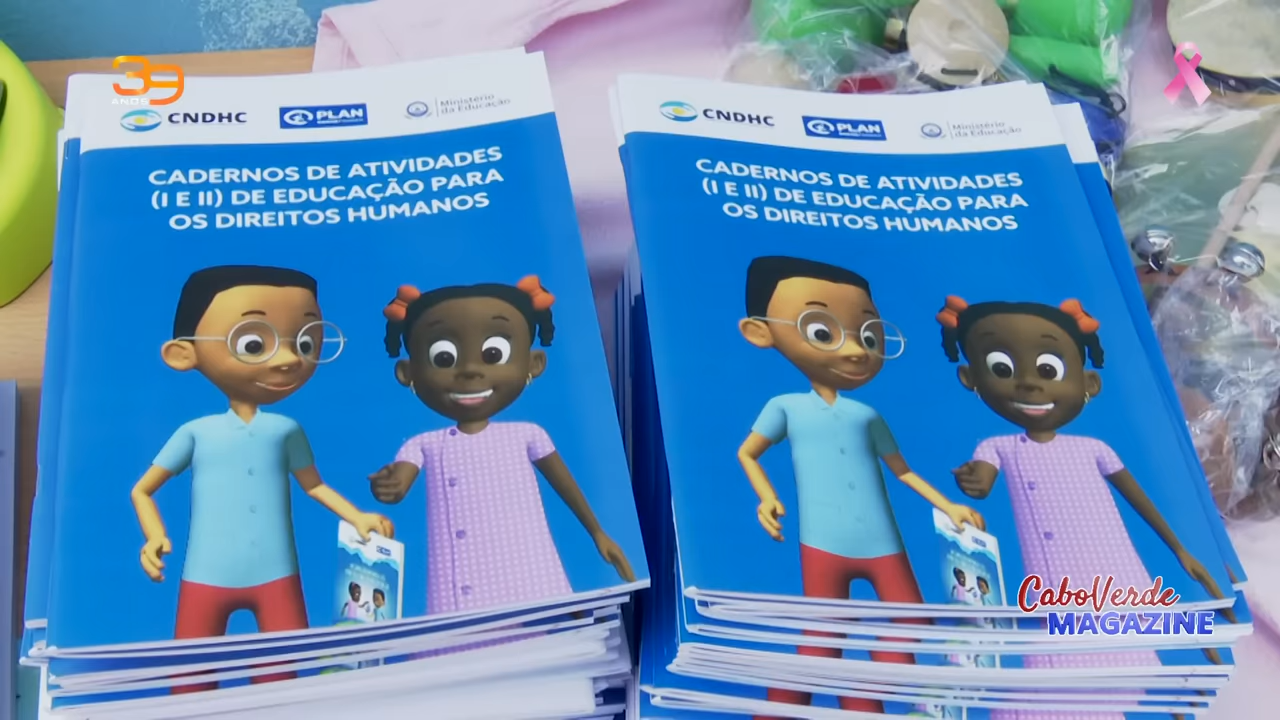 39
ANOS
CNDHC
PLAN
Ministério
da Educação
CADERNOS DE ATIVIDADES
(I E II) DE EDUCAÇÃO PARA
OS DIREITOS HUMANOS
CNDHC
PLAN
Ministério
da Educação
CADERNOS DE ATIVIDADES
(I E II) DE EDUCAÇÃO PARA
OS DIREITOS HUMANOS
CaboVerde
MAGAZINE